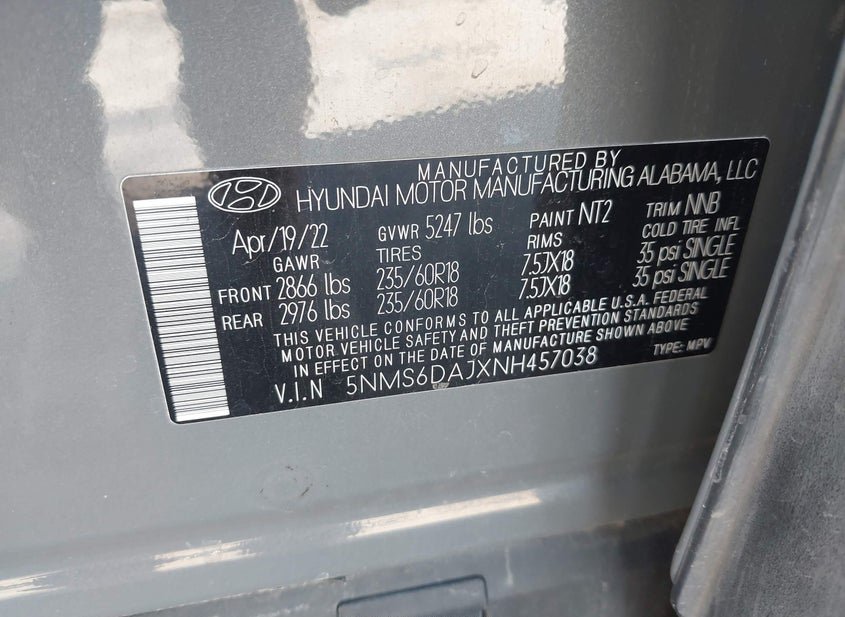 MANUFACTURED BY
HYUNDAI MOTOR MANUFACTURING ALABAMA, LLC
Apr/19/22 GVWR 5247 lbs PAINT NT2 TRIM NNB
GAWR TIRES RIMS COLD TIRE INFL
FRONT 2866 lbs 235/60R18 7.5JX18 35 psi SINGLE
REAR 2976 lbs 235/60R18 7.5JX18 35 psi SINGLE
THIS VEHICLE CONFORMS TO ALL APPLICABLE U.S.A. FEDERAL
MOTOR VEHICLE SAFETY AND THEFT PREVENTION STANDARDS
IN EFFECT ON THE DATE OF MANUFACTURE SHOWN ABOVE
V.I.N 5NMS6DAJXNH457038 TYPE: MPV